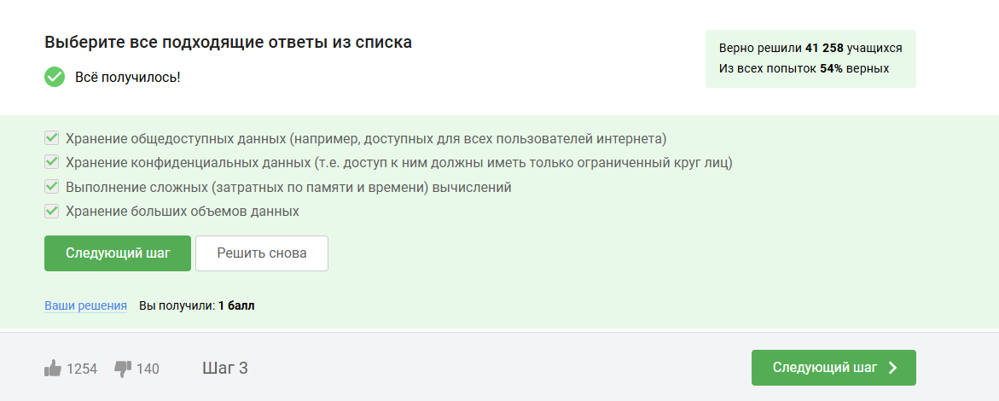 Выберите все подходящие ответы из списка
Верно решили 41 258 учащихся
Из всех попыток 54% верных
Всё получилось!
Хранение общедоступных данных (например, доступных для всех пользователей интернета)
Хранение конфиденциальных данных (т.е. доступ к ним должны иметь только ограниченный круг лиц)
Выполнение сложных (затратных по памяти и времени) вычислений
Хранение больших объемов данных
Следующий шаг
Решить снова
Ваши решения Вы получили: 1 балл
1254 140 Шаг 3
Следующий шаг